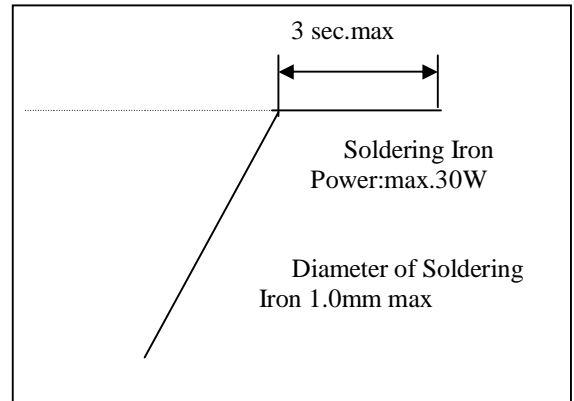 3 sec.max
Soldering Iron
Power:max.30W
Diameter of Soldering
Iron 1.0mm max